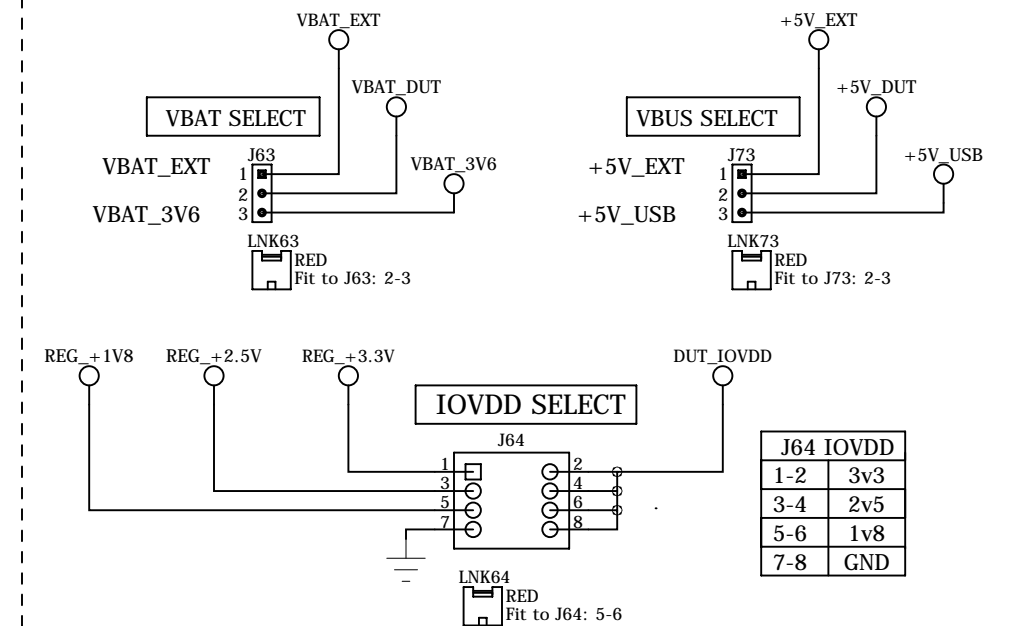 VBAT_EXT
VBAT_DUT
VBAT SELECT
VBAT_EXT
J63
VBAT_3V6
1
2
3
VBAT_3V6
LNK63
RED
Fit to J63: 2-3
+5V_EXT
+5V_DUT
VBUS SELECT
+5V_EXT
J73
+5V_USB
1
2
3
+5V_USB
LNK73
RED
Fit to J73: 2-3
REG_+1V8
REG_+2.5V
REG_+3.3V
DUT_IOVDD
IOVDD SELECT
J64
1 2
3 4
5 6
7 8
LNK64
RED
Fit to J64: 5-6
J64 IOVDD
1-2 3v3
3-4 2v5
5-6 1v8
7-8 GND